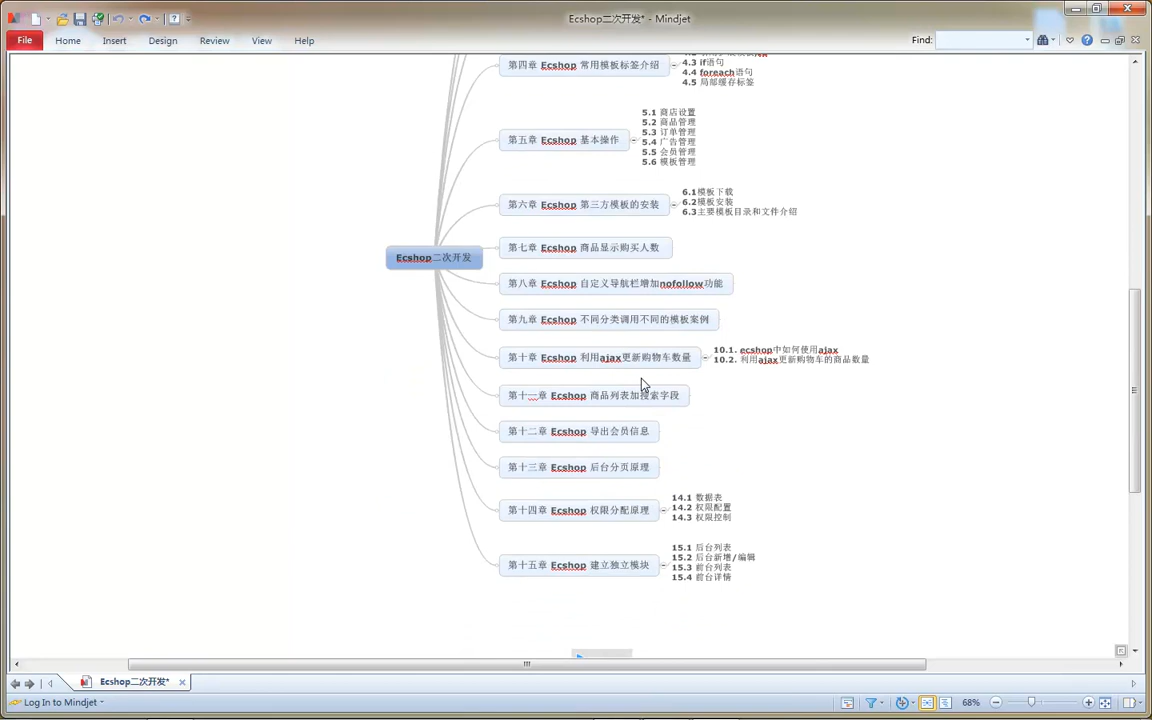 Ecshop二次开发* - Mindjet
File Home Insert Design Review View Help Find:
第四章 Ecshop 常用模板标签介绍
4.3 if语句
4.4 foreach语句
4.5 局部缓存标签
第五章 Ecshop 基本操作
5.1 商店设置
5.2 商品管理
5.3 订单管理
5.4 广告管理
5.5 会员管理
5.6 模板管理
第六章 Ecshop 第三方模板的安装
6.1模板下载
6.2模板安装
6.3主要模板目录和文件介绍
Ecshop二次开发
第七章 Ecshop 商品显示购买人数
第八章 Ecshop 自定义导航栏增加nofollow功能
第九章 Ecshop 不同分类调用不同的模板案例
第十章 Ecshop 利用ajax更新购物车数量
10.1. ecshop中如何使用ajax
10.2. 利用ajax更新购物车的商品数量
第十一章 Ecshop 商品列表加搜索字段
第十二章 Ecshop 导出会员信息
第十三章 Ecshop 后台分页原理
第十四章 Ecshop 权限分配原理
14.1 数据表
14.2 权限配置
14.3 权限控制
第十五章 Ecshop 建立独立模块
15.1 后台列表
15.2 后台新增/编辑
15.3 前台列表
15.4 前台详情
Ecshop二次开发*
Log In to Mindjet
68%